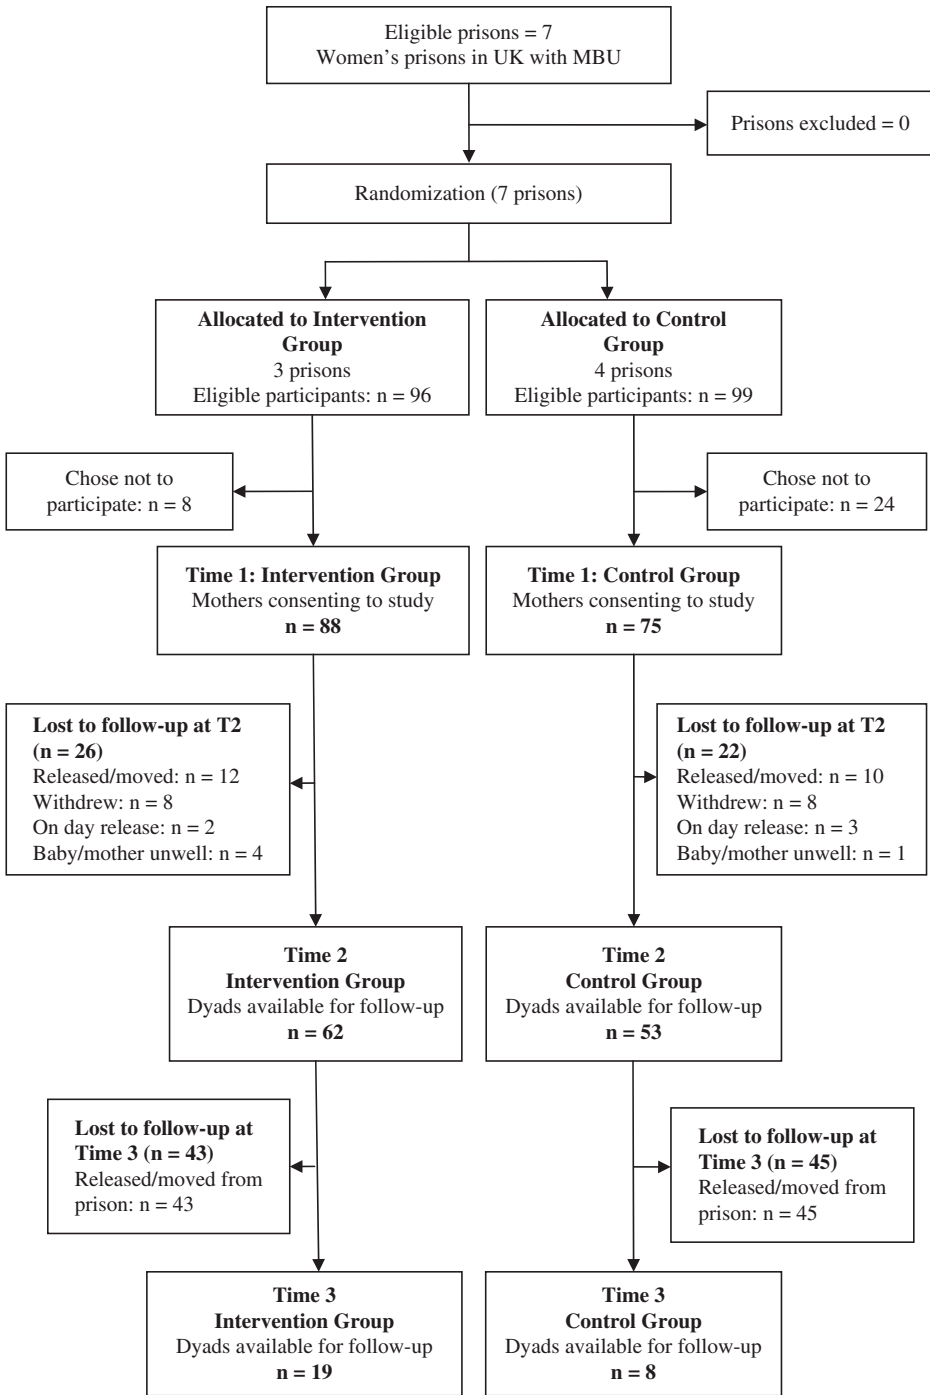 Eligible prisons = 7
Women's prisons in UK with MBU
Prisons excluded = 0
Randomization (7 prisons)
Allocated to Intervention
Group
3 prisons
Eligible participants: n = 96
Allocated to Control
Group
4 prisons
Eligible participants: n = 99
Chose not to
participate: n = 8
Chose not to
participate: n = 24
Time 1: Intervention Group
Mothers consenting to study
n = 88
Time 1: Control Group
Mothers consenting to study
n = 75
Lost to follow-up at T2
(n = 26)
Released/moved: n = 12
Withdrew: n = 8
On day release: n = 2
Baby/mother unwell: n = 4
Lost to follow-up at T2
(n = 22)
Released/moved: n = 10
Withdrew: n = 8
On day release: n = 3
Baby/mother unwell: n = 1
Time 2
Intervention Group
Dyads available for follow-up
n = 62
Time 2
Control Group
Dyads available for follow-up
n = 53
Lost to follow-up at
Time 3 (n = 43)
Released/moved from
prison: n = 43
Lost to follow-up at
Time 3 (n = 45)
Released/moved from
prison: n = 45
Time 3
Intervention Group
Dyads available for follow-up
n = 19
Time 3
Control Group
Dyads available for follow-up
n = 8